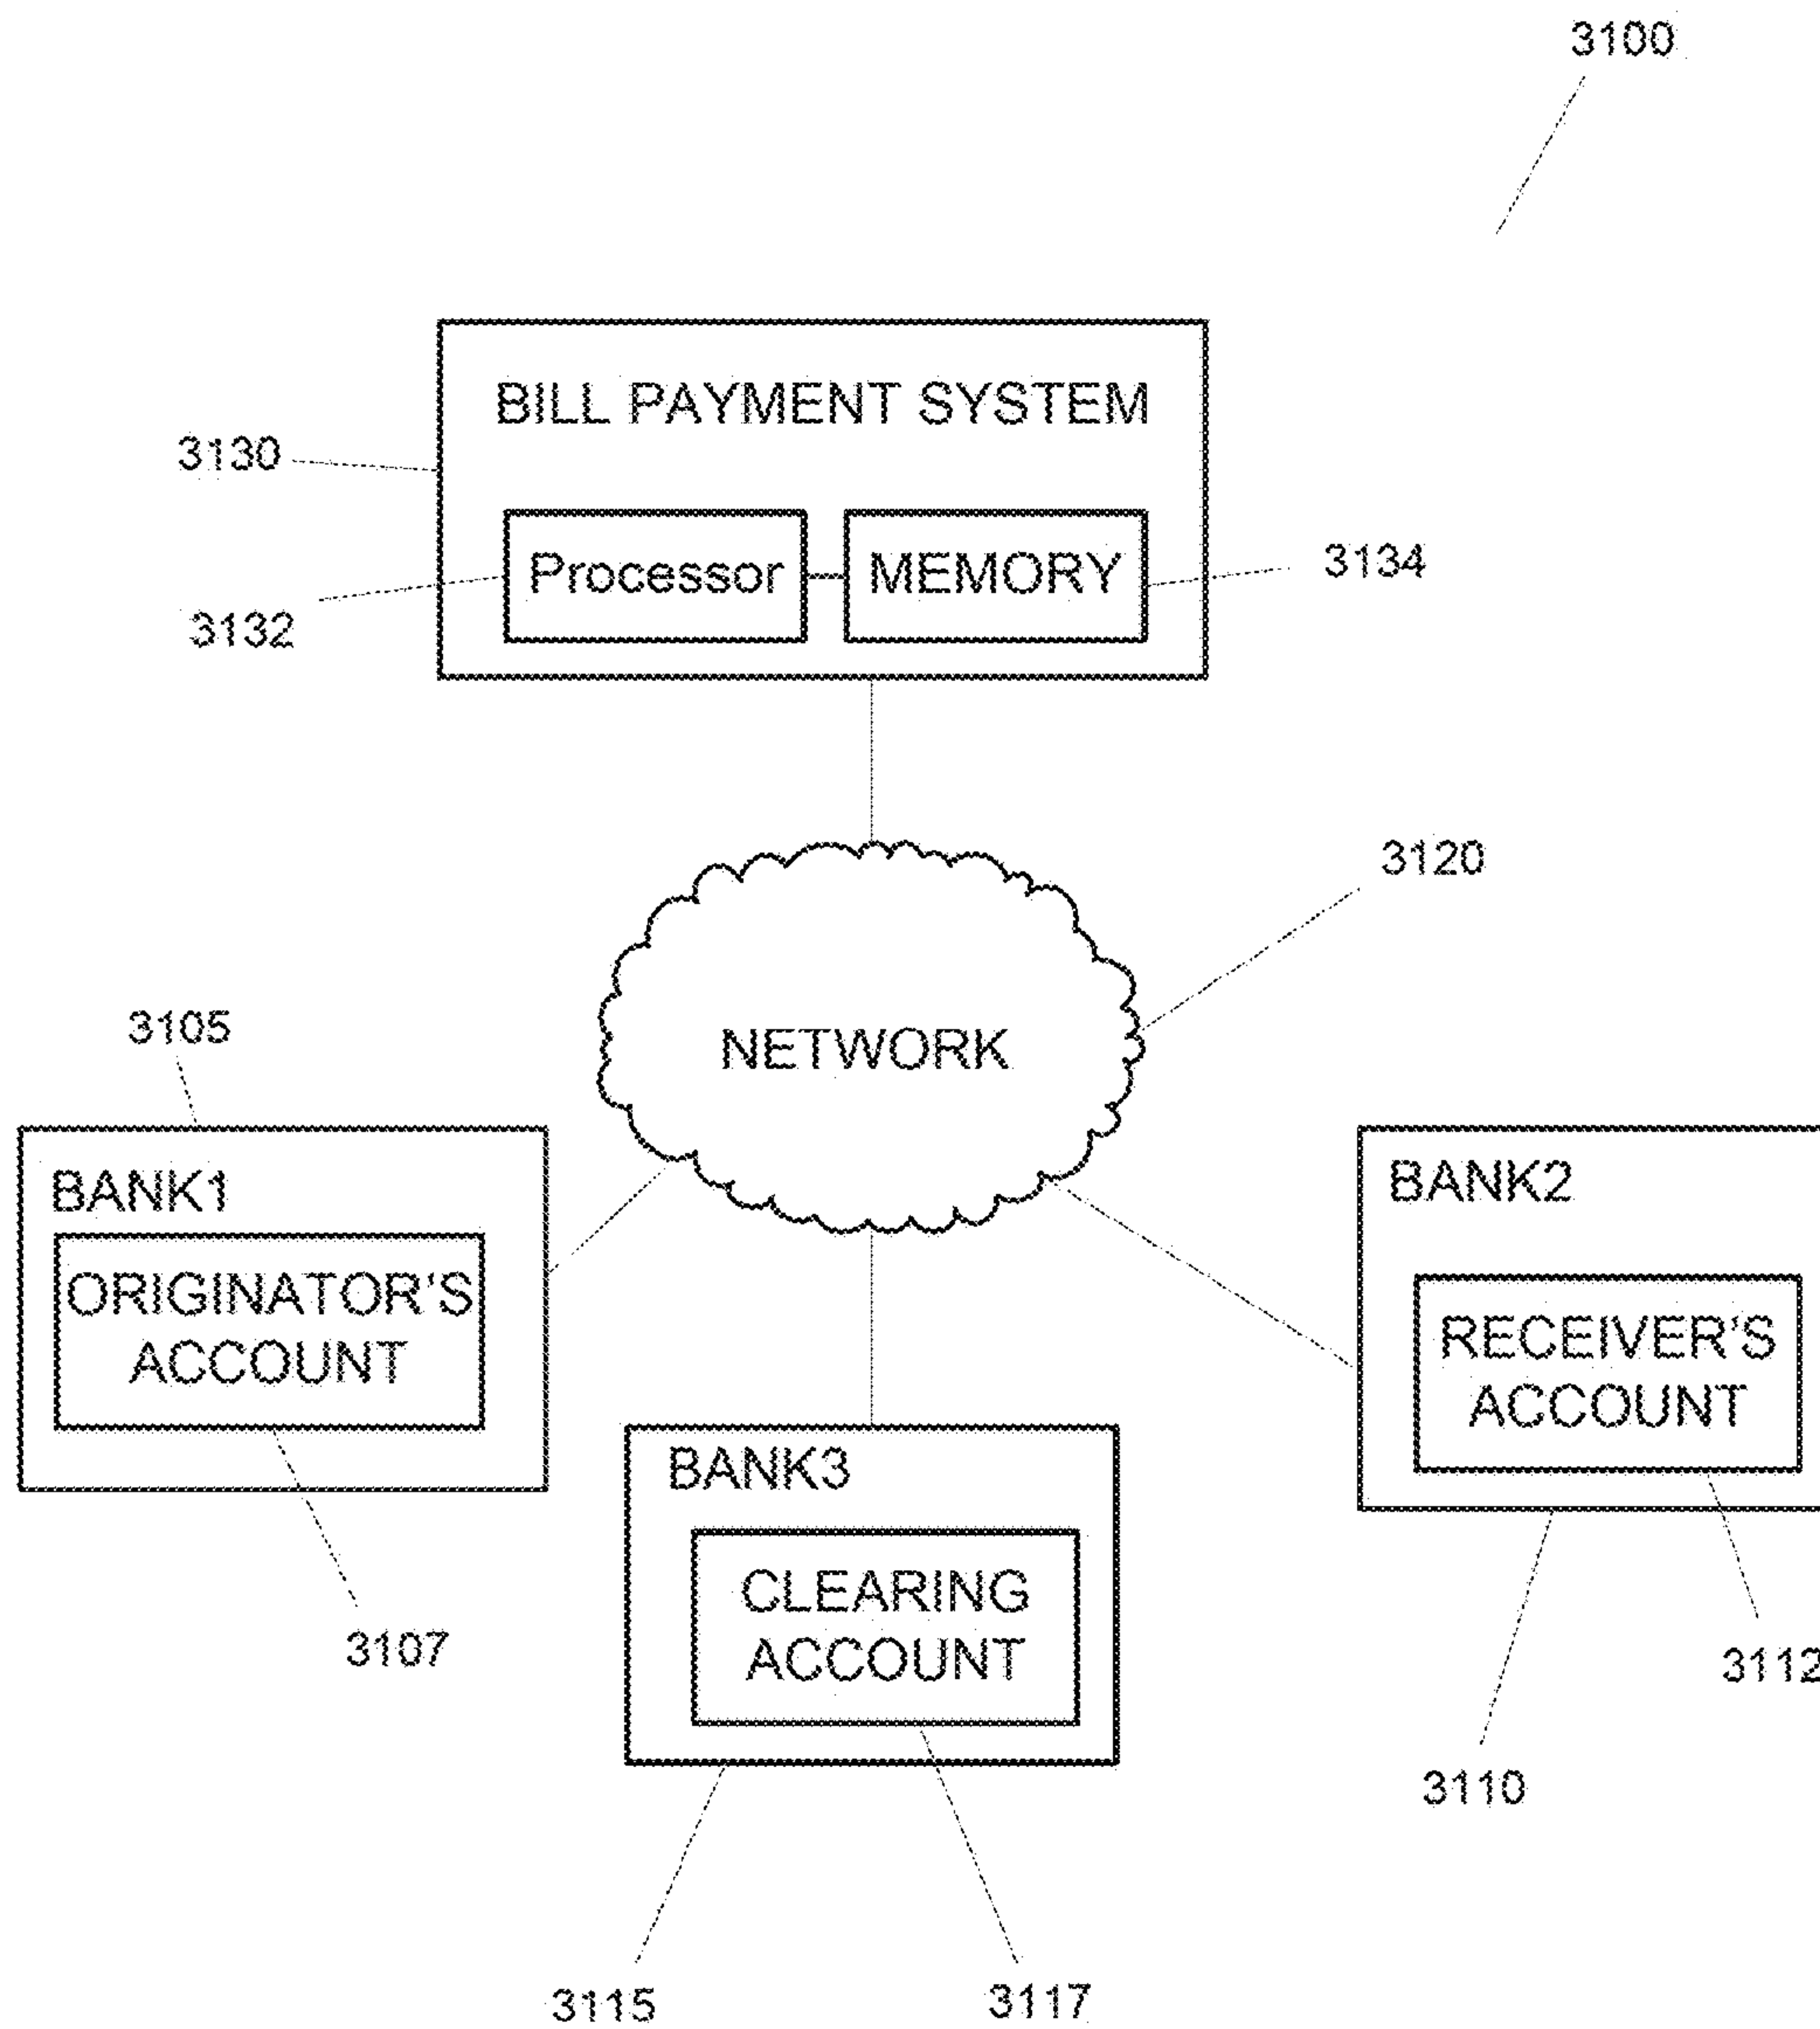 3100
BILL PAYMENT SYSTEM
3130
Processor
MEMORY
3134
3132
3120
NETWORK
3105
BANK1
ORIGINATOR'S
ACCOUNT
BANK2
RECEIVER'S
ACCOUNT
BANK3
CLEARING
ACCOUNT
3107
3112
3110
3115
3117